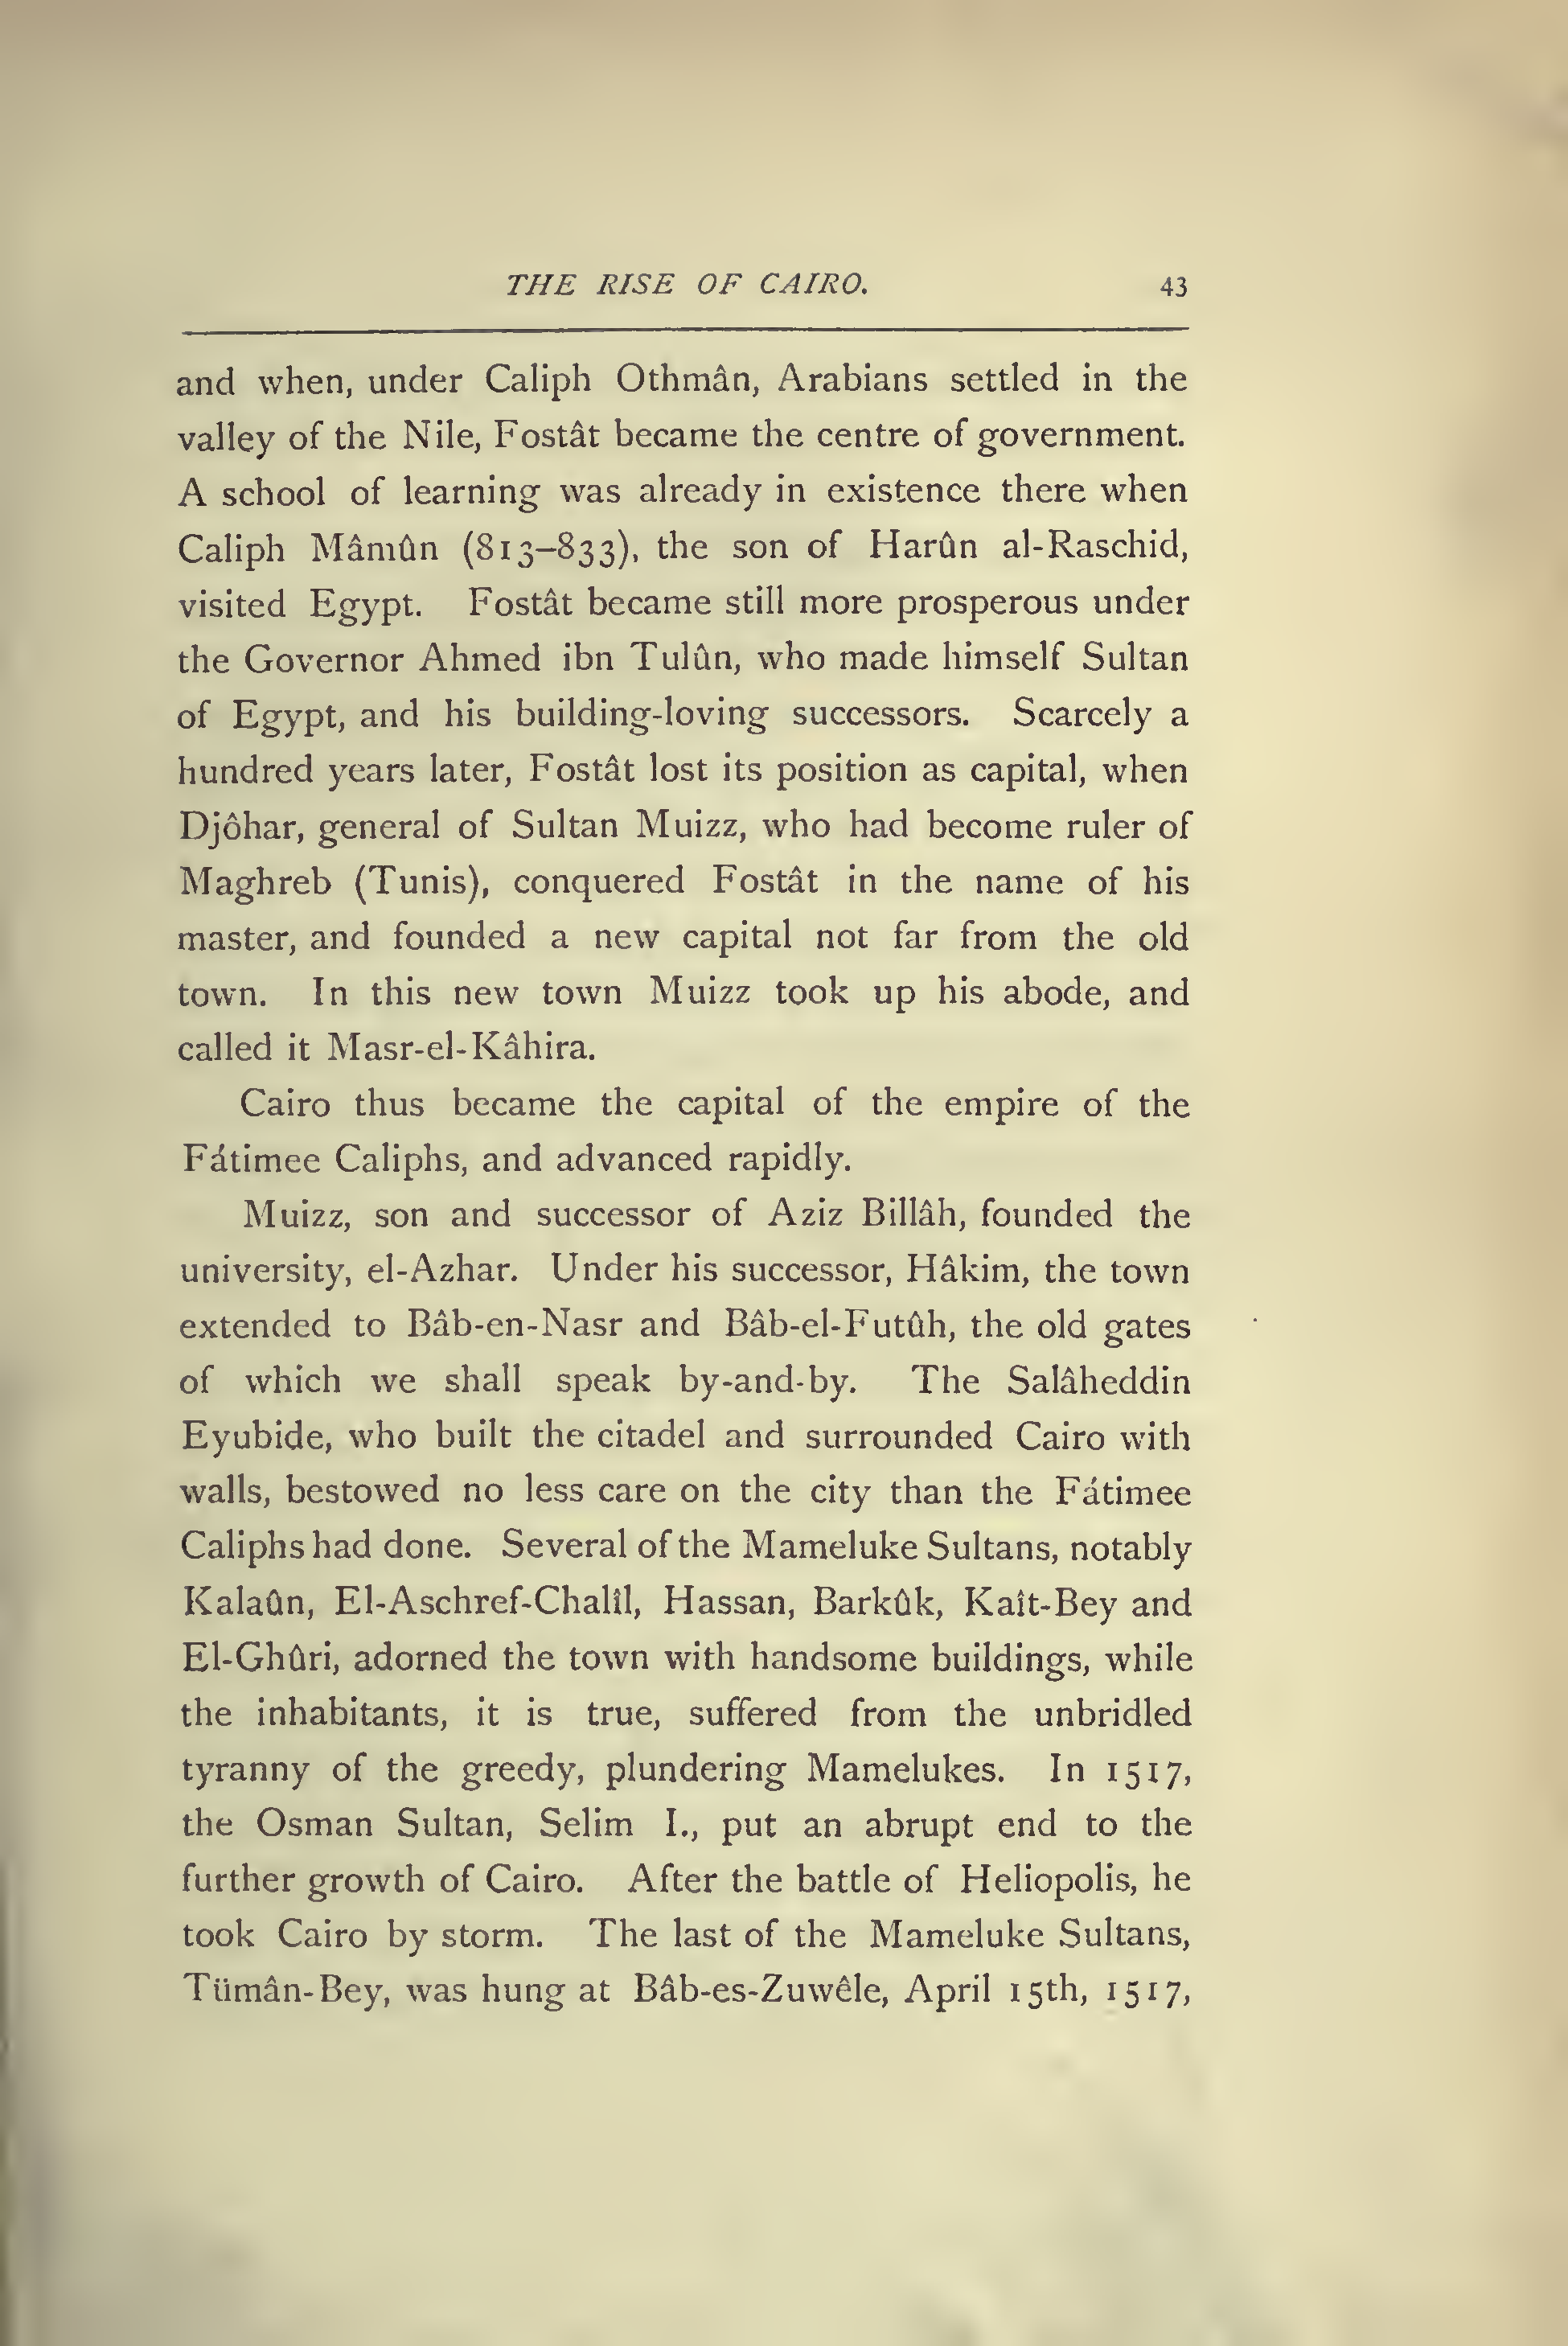 THE RISE OF CAIRO. 43
and when, under Caliph Othmân, Arabians settled in the
valley of the Nile, Fostât became the centre of government.
A school of learning was already in existence there when
Caliph Mâmûn (813–833), the son of Harûn al-Raschid,
visited Egypt. Fostât became still more prosperous under
the Governor Ahmed ibn Tulûn, who made himself Sultan
of Egypt, and his building-loving successors. Scarcely a
hundred years later, Fostât lost its position as capital, when
Djôhar, general of Sultan Muizz, who had become ruler of
Maghreb (Tunis), conquered Fostât in the name of his
master, and founded a new capital not far from the old
town. In this new town Muizz took up his abode, and
called it Masr-el-Kâhira.
Cairo thus became the capital of the empire of the
Fátimee Caliphs, and advanced rapidly.
Muizz, son and successor of Aziz Billâh, founded the
university, el-Azhar. Under his successor, Hâkim, the town
extended to Bâb-en-Nasr and Bâb-el-Futûh, the old gates
of which we shall speak by-and-by. The Salâheddin
Eyubide, who built the citadel and surrounded Cairo with
walls, bestowed no less care on the city than the Fátimee
Caliphs had done. Several of the Mameluke Sultans, notably
Kalaûn, El-Aschref-Chalîl, Hassan, Barkûk, Kaît-Bey and
El-Ghûri, adorned the town with handsome buildings, while
the inhabitants, it is true, suffered from the unbridled
tyranny of the greedy, plundering Mamelukes. In 1517,
the Osman Sultan, Selim I., put an abrupt end to the
further growth of Cairo. After the battle of Heliopolis, he
took Cairo by storm. The last of the Mameluke Sultans,
Tümân-Bey, was hung at Bâb-es-Zuwêle, April 15th, 1517,